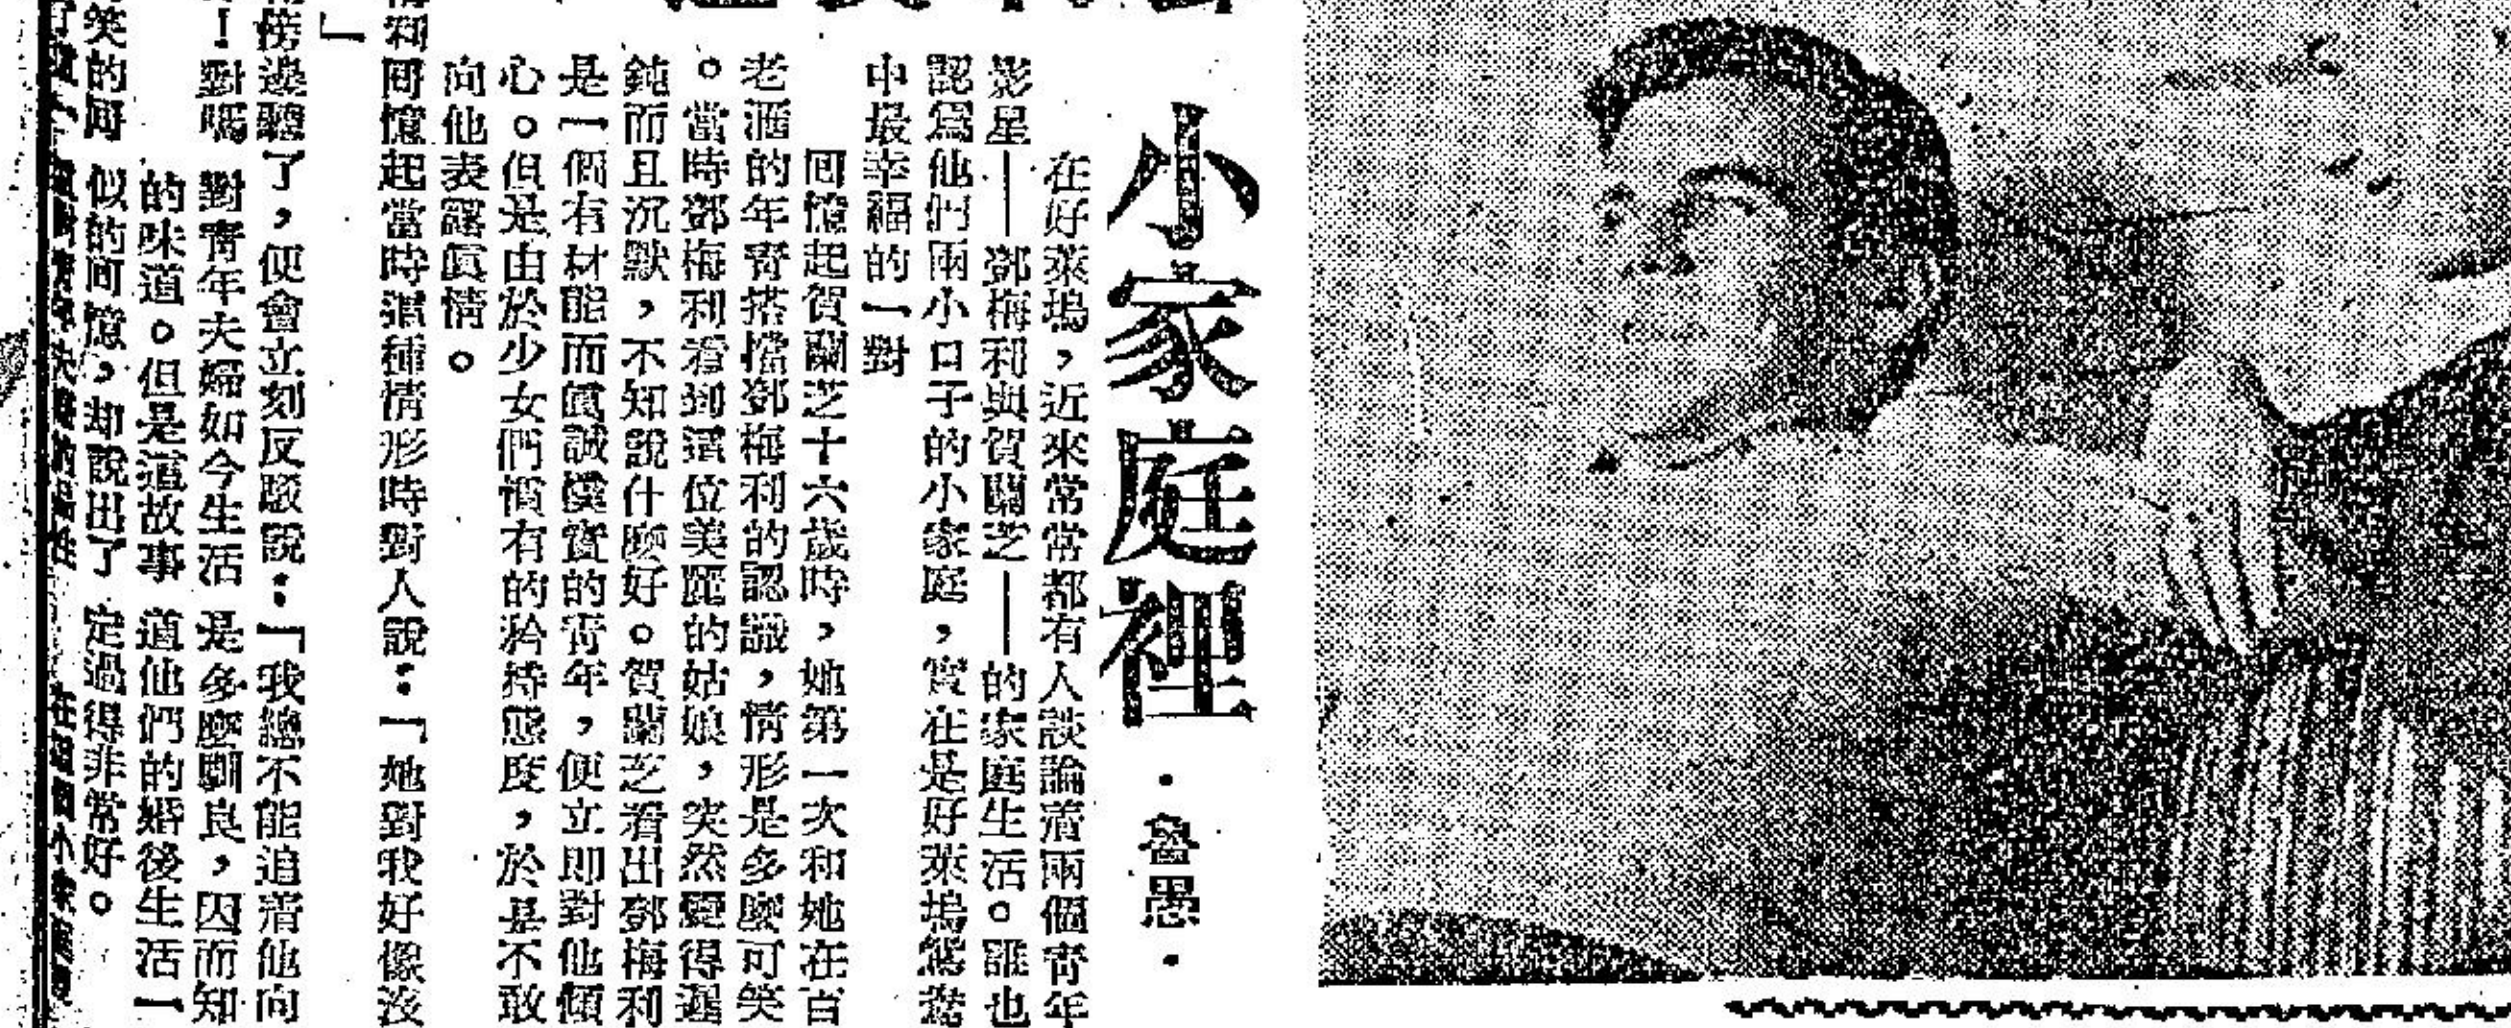 小家庭裡
・魯愚・
在好萊塢，近來常常都有人談論着兩個青年
影星——鄧梅利與賀蘭芝——的家庭生活。誰也
認爲他們兩小口子的小家庭，實在是好萊塢鴛鴦
中最幸福的一對
回憶起賀蘭芝十六歲時，她第一次和她在百
老滙的年青搭擋鄧梅利的認識，情形是多麼可笑
。當時鄧梅利看到這位美麗的姑娘，突然變得遲
鈍而且沉默，不知說什麼好。賀蘭芝看出鄧梅利
是一個有材能而眞誠樸實的青年，便立即對他傾
心。但是由於少女們慣有的矜持態度，於是不敢
向他表露眞情。
利回憶起當時這種情形時對人說：「她對我好像沒
」
傍邊聽了，便會立刻反駁說：「我總不能追着他向
！對嗎
笑的
對青年夫婦如今生活
的味道。但是這故事
似的回憶，却說出了
是多麼馴良，因而知
道他們的婚後生活一
定過得非常好。